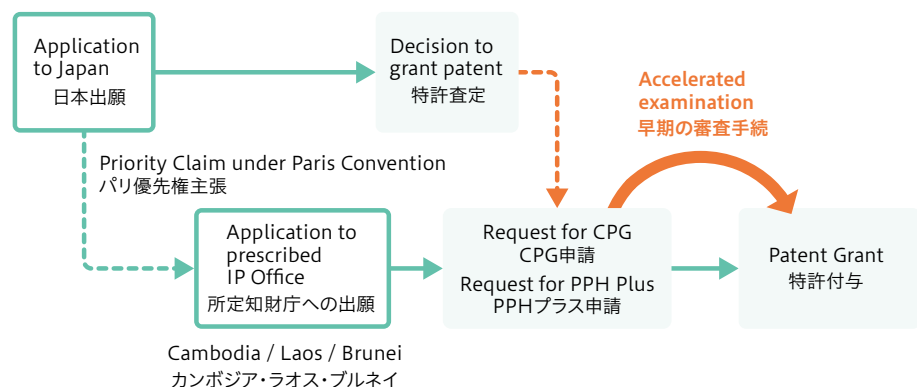 Application
to Japan
日本出願
Decision to
grant patent
特許査定
Accelerated
examination
早期の審査手続
Priority Claim under Paris Convention
パリ優先権主張
Application to
prescribed
IP Office
所定知財庁への出願
Request for CPG
CPG申請
Request for PPH Plus
PPHプラス申請
Patent Grant
特許付与
Cambodia / Laos / Brunei
カンボジア・ラオス・ブルネイ